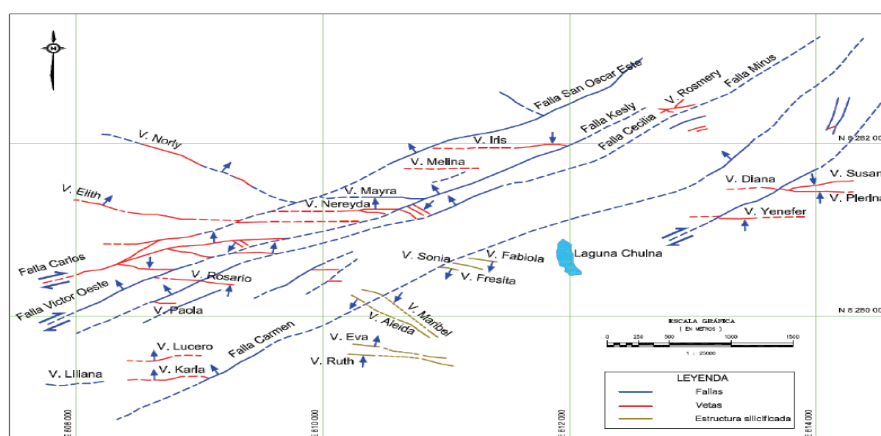 Falla San Oscar Este
Falla Kesly
Falla Cecilia
V. Rosmery
Falla Mirus
V. Norly
V. Iris
V. Melina
N 8 282 00
V. Elith
V. Mayra
V. Nereyda
V. Diana
V. Susan
V. Pierina
V. Yenefer
Falla Carlos
V. Rosario
V. Sonia
V. Fabiola
V. Fresita
Laguna Chulna
Falla Victor Oeste
V. Paola
V. Maribel
V. Aleida
N 8 280 00
ESCALA GRÁFICA
( EN METROS )
0 250 500 1000 1500
1 : 25000
V. Lucero
Falla Carmen
V. Eva
V. Liliana
V. Karla
V. Ruth
LEYENDA
Fallas
Vetas
Estructura silicificada
E 808 000
E 810 000
E 812 000
E 814 000